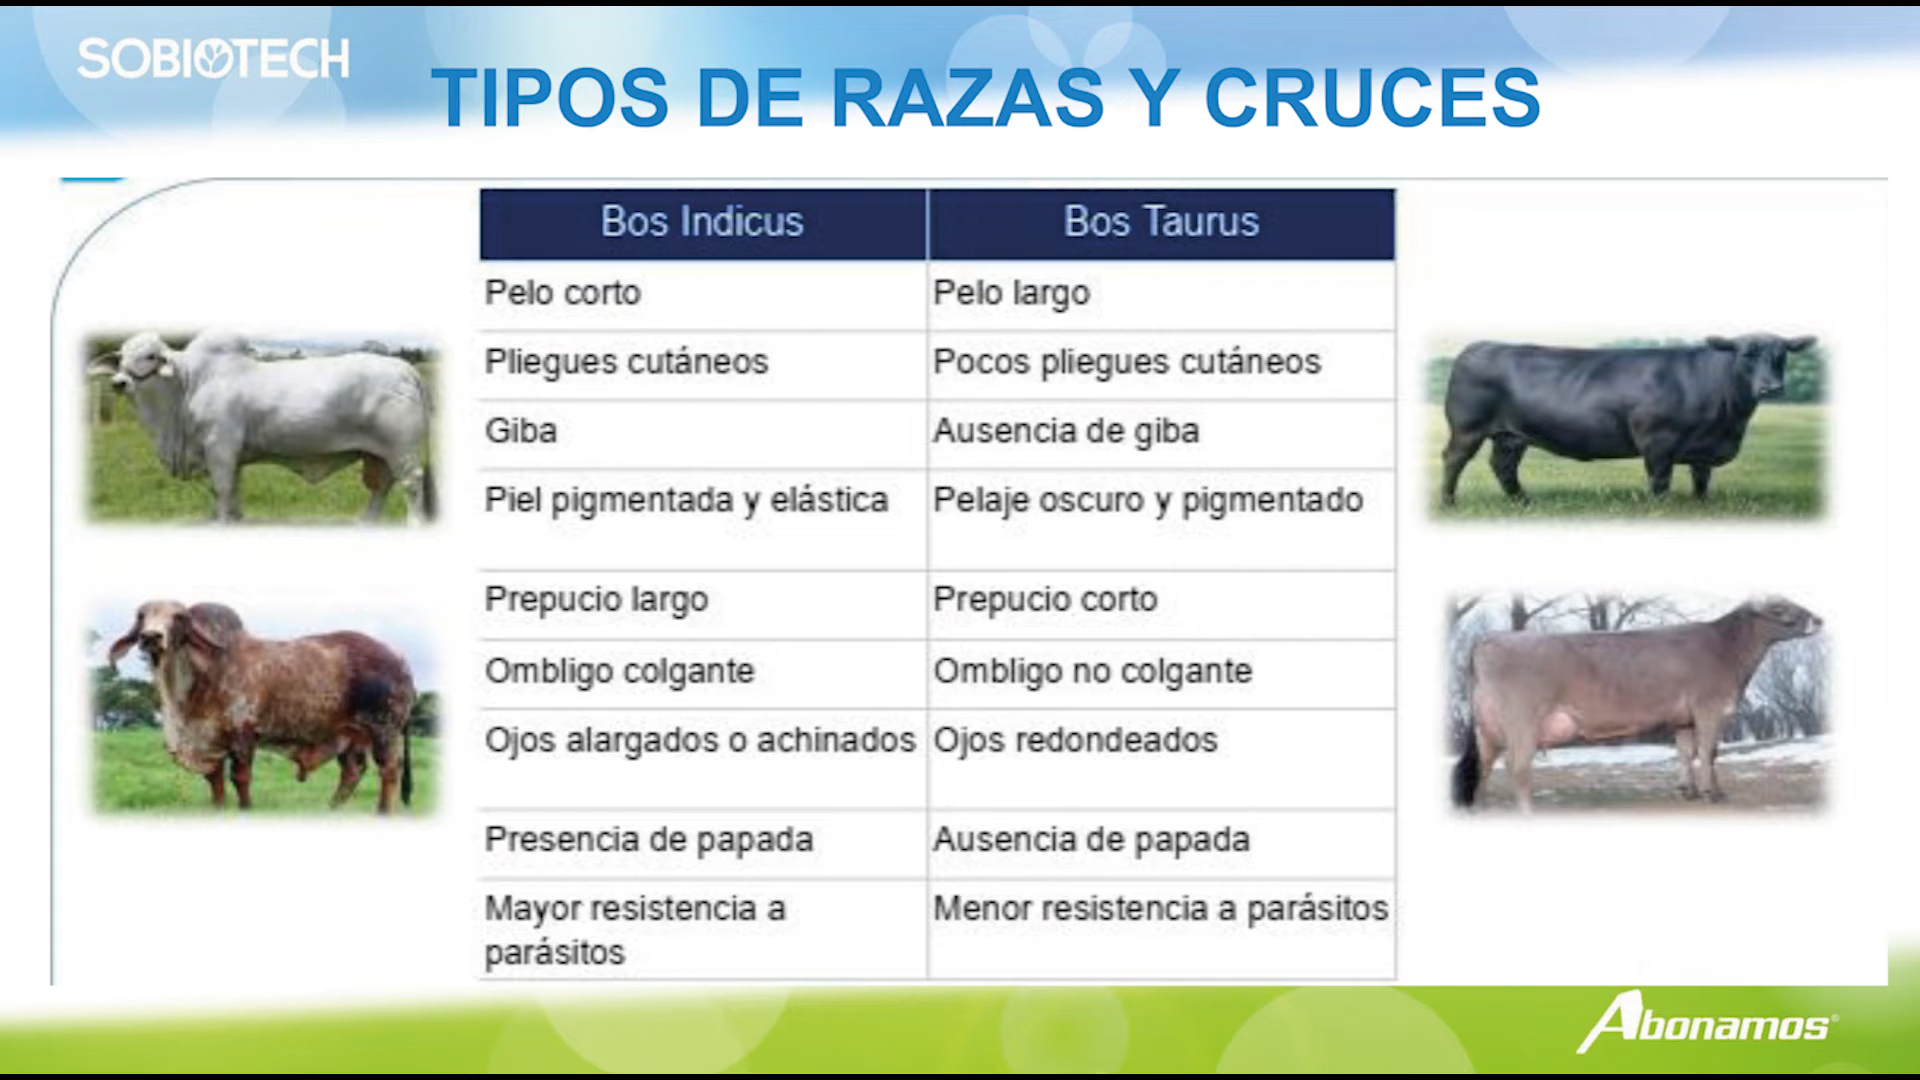 SOBIOTECH
TIPOS DE RAZAS Y CRUCES
Bos Indicus Bos Taurus
Pelo corto Pelo largo
Pliegues cutáneos Pocos pliegues cutáneos
Giba Ausencia de giba
Piel pigmentada y elástica Pelaje oscuro y pigmentado
Prepucio largo Prepucio corto
Ombligo colgante Ombligo no colgante
Ojos alargados o achinados Ojos redondeados
Presencia de papada Ausencia de papada
Mayor resistencia a Menor resistencia a parásitos
parásitos
Abonamos®